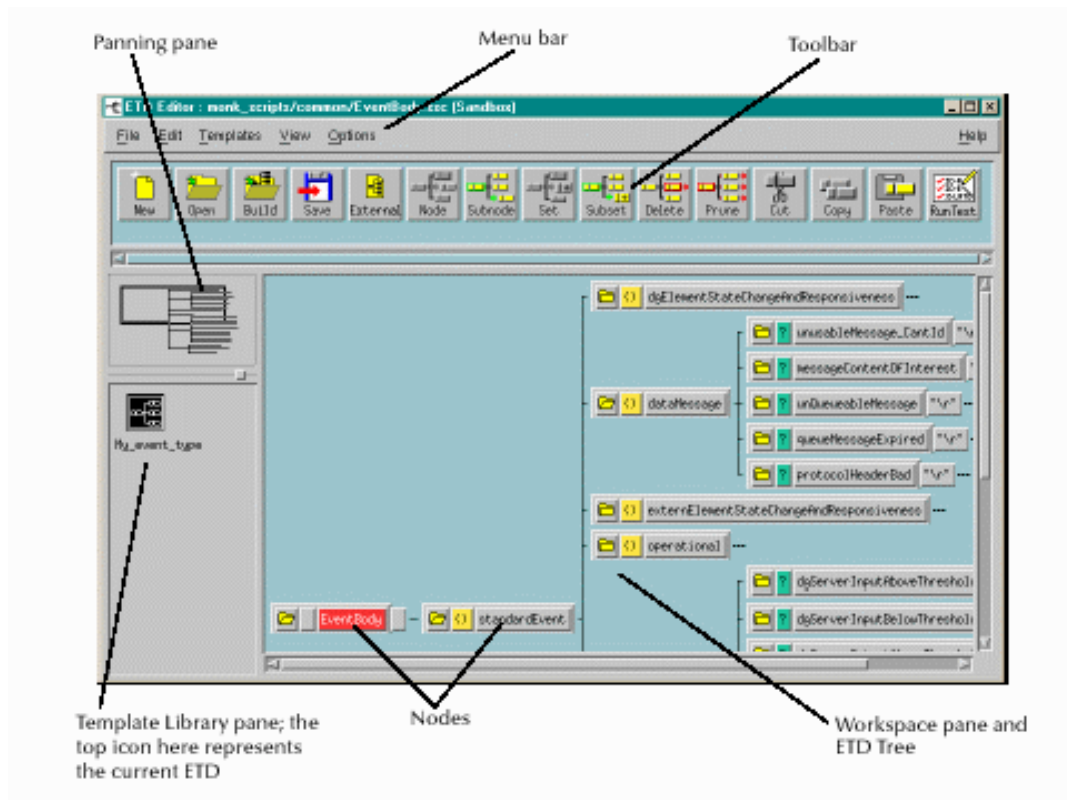 Panning pane
Menu bar
Toolbar
ETD Editor : monk_scripts/common/EventBody.ssc (Sandbox)
File Edit Templates View Options Help
New Open Build Save External Node Subnode Set Subset Delete Prune Cut Copy Paste RunTest
dgElementStateChangeAndResponsiveness
unusableMessage_CantId "\
messageContentOfInterest
dataMessage
unQueueableMessage "\r"
My_event_type
queueMessageExpired "\r"
protocolHeaderBad "\r"
externElementStateChangeAndResponsiveness
operational
dgServerInputAboveThreshol
EventBody
standardEvent
dgServerInputBelowThreshol
Template Library pane; the
top icon here represents
the current ETD
Nodes
Workspace pane and
ETD Tree